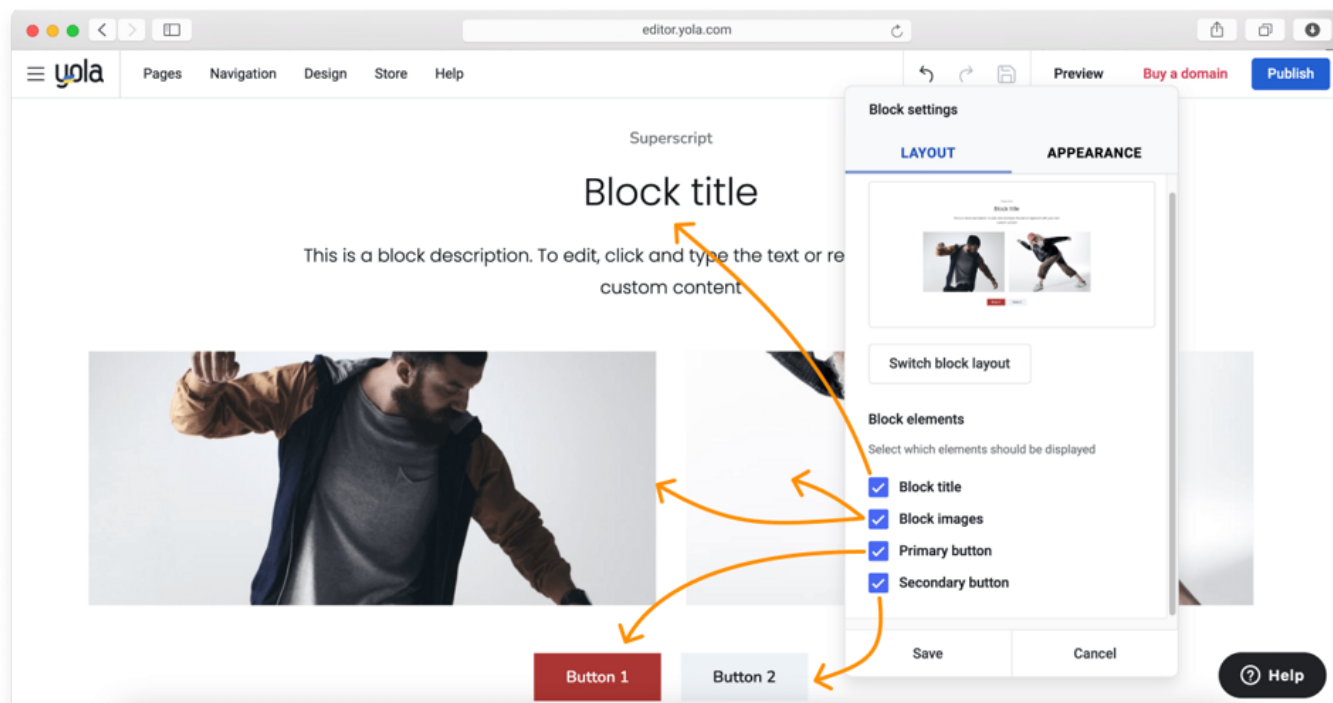 editor.yola.com
yola
Pages Navigation Design Store Help
Preview Buy a domain Publish
Superscript
Block title
This is a block description. To edit, click and type the text or re
custom content
Button 1 Button 2
Block settings
LAYOUT APPEARANCE
Block title
Switch block layout
Block elements
Select which elements should be displayed
Block title
Block images
Primary button
Secondary button
Save Cancel
Help